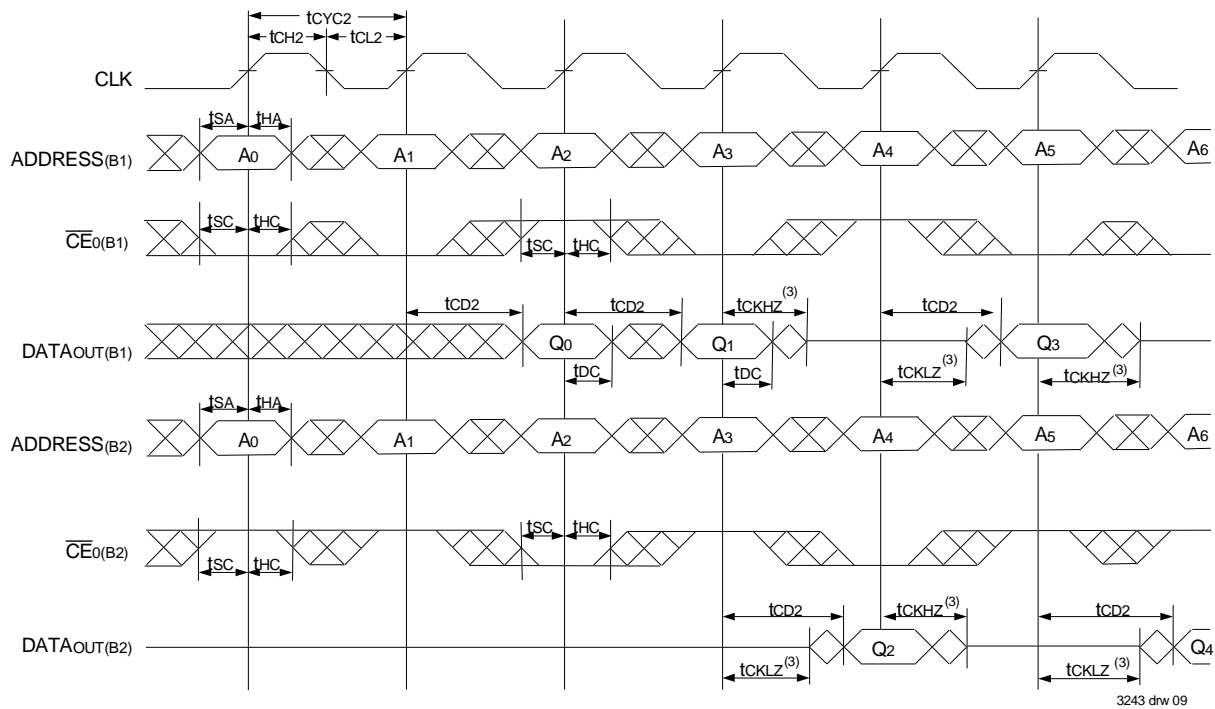 tCYC2
tCH2 tCL2
CLK
tSA tHA
ADDRESS(B1) A0 A1 A2 A3 A4 A5 A6
tSC tHC
CE0(B1) tSC tHC
tCD2 tCD2 tCKHZ(3) tCD2
DATAOUT(B1) Q0 Q1 Q3
tDC tDC tCKLZ(3) tCKHZ(3)
tSA tHA
ADDRESS(B2) A0 A1 A2 A3 A4 A5 A6
tSC tHC
CE0(B2)
tSC tHC
tCD2 tCKHZ(3) tCD2
DATAOUT(B2) Q2 Q4
tCKLZ(3) tCKLZ(3)
3243 drw 09